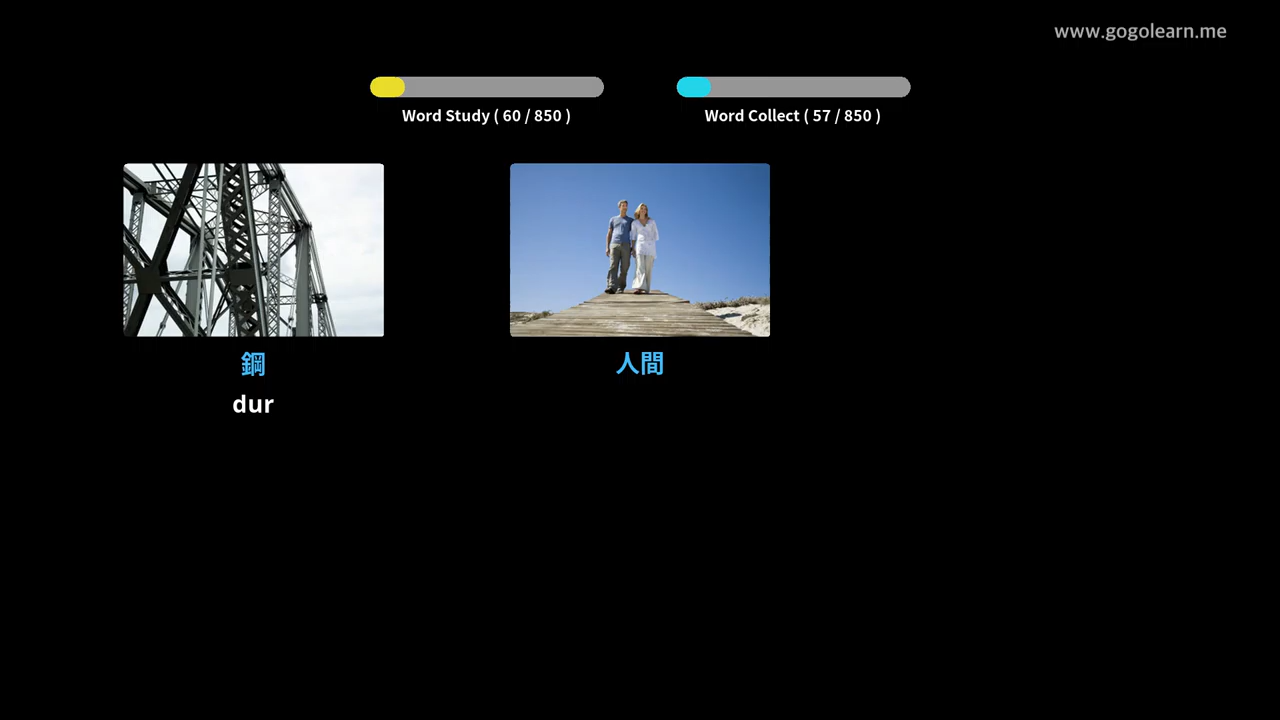 www.gogolearn.me
Word Study ( 60 / 850 )
Word Collect ( 57 / 850 )
鋼
人間
dur